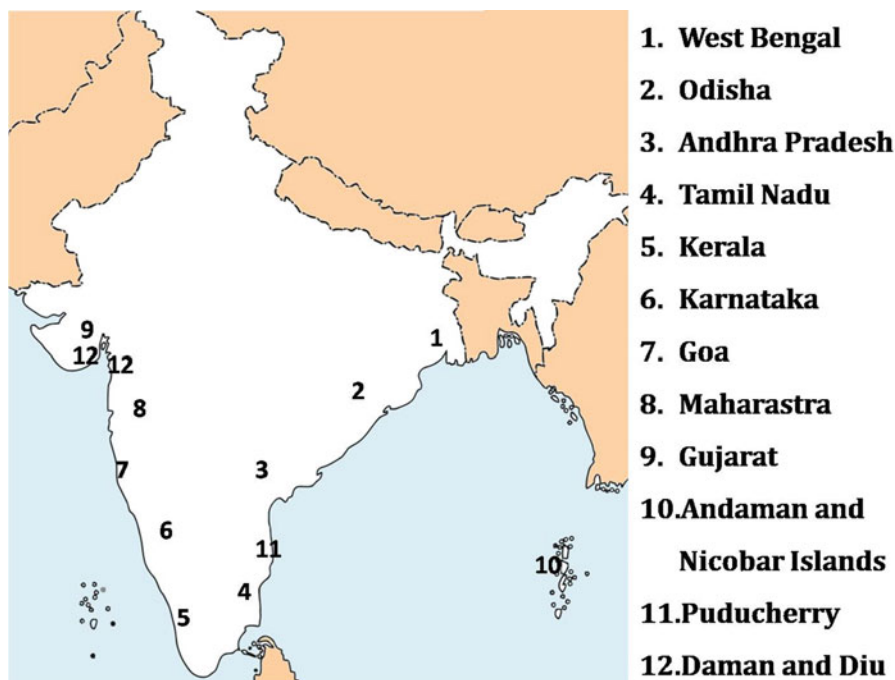 1. West Bengal
2. Odisha
3. Andhra Pradesh
4. Tamil Nadu
5. Kerala
6. Karnataka
7. Goa
8. Maharastra
9. Gujarat
10.Andaman and
Nicobar Islands
11.Puducherry
12.Daman and Diu
9
12
12
1
8
2
7
3
6
11
10
4
5